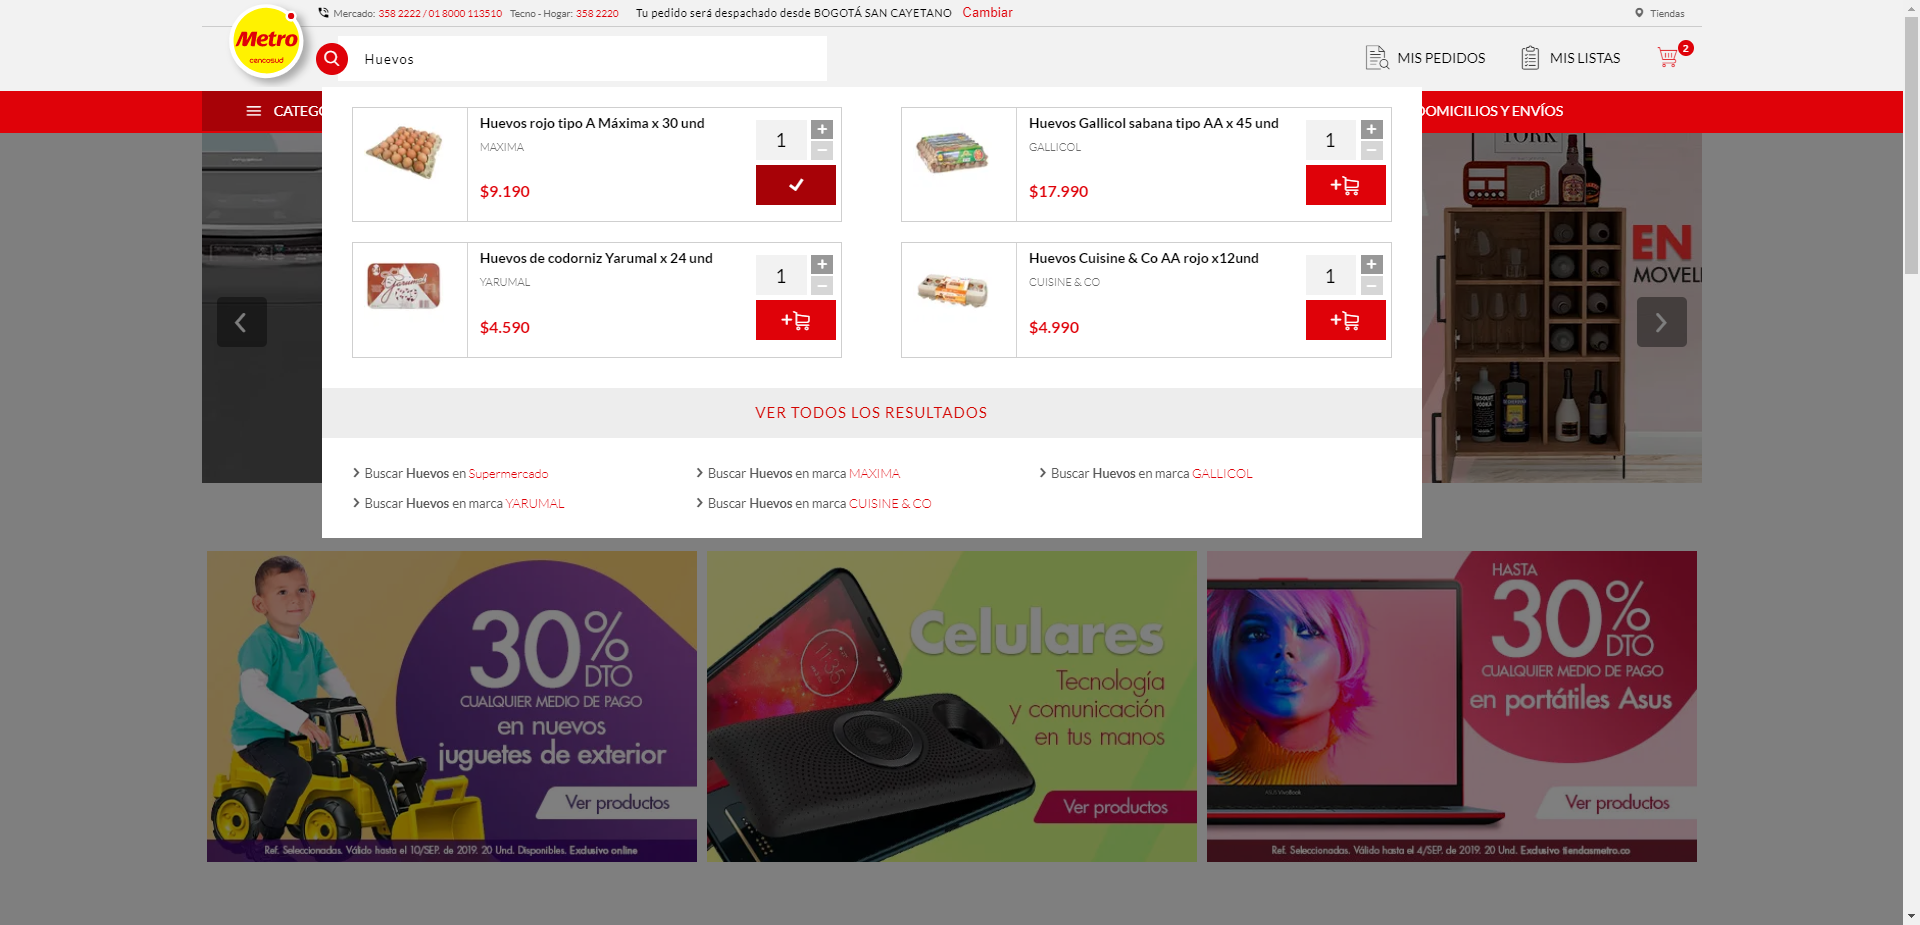 Mercado: 358 2222 / 01 8000 113510 Tecno - Hogar: 358 2220 Tu pedido será despachado desde BOGOTÁ SAN CAYETANO Cambiar Tiendas
Metro
cencosud
Huevos
MIS PEDIDOS
MIS LISTAS
2
CATEGO
DOMICILIOS Y ENVÍOS
Huevos rojo tipo A Máxima x 30 und
MAXIMA
$9.190
1
+
−
Huevos Gallicol sabana tipo AA x 45 und
GALLICOL
$17.990
1
+
−
+
Huevos de codorniz Yarumal x 24 und
YARUMAL
$4.590
1
+
−
+
Huevos Cuisine & Co AA rojo x12und
CUISINE & CO
$4.990
1
+
−
+
EN
MOVELI
VER TODOS LOS RESULTADOS
Buscar Huevos en Supermercado
Buscar Huevos en marca MAXIMA
Buscar Huevos en marca GALLICOL
Buscar Huevos en marca YARUMAL
Buscar Huevos en marca CUISINE & CO
30%
DTO
CUALQUIER MEDIO DE PAGO
en nuevos
juguetes de exterior
Ver productos
Ref. Seleccionadas. Válido hasta el 10/SEP. de 2019. 20 Und. Disponibles. Exclusivo online
Celulares
Tecnología
y comunicación
en tus manos
Ver productos
11:35
HASTA
30%
DTO
CUALQUIER MEDIO DE PAGO
en portátiles Asus
Ver productos
Ref. Seleccionadas. Válido hasta el 4/SEP. de 2019. 20 Und. Exclusivo tiendasmetro.co